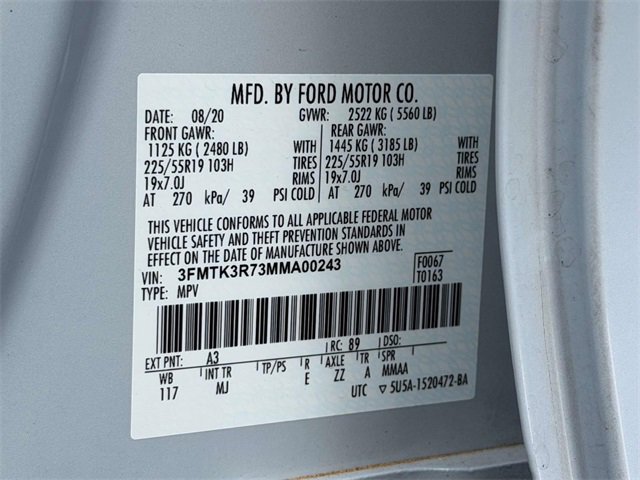 MFD. BY FORD MOTOR CO.
DATE: 08/20 GVWR: 2522 KG ( 5560 LB)
FRONT GAWR: REAR GAWR:
1125 KG ( 2480 LB) WITH 1445 KG ( 3185 LB) WITH
225/55R19 103H TIRES 225/55R19 103H TIRES
19x7.0J RIMS 19x7.0J RIMS
AT 270 kPa/ 39 PSI COLD AT 270 kPa/ 39 PSI COLD
THIS VEHICLE CONFORMS TO ALL APPLICABLE FEDERAL MOTOR
VEHICLE SAFETY AND THEFT PREVENTION STANDARDS IN
EFFECT ON THE DATE OF MANUFACTURE SHOWN ABOVE.
VIN: 3FMTK3R73MMA00243 F0067
TYPE: MPV T0163
EXT PNT: A3 RC: 89 DSO:
WB INT TR TP/PS R AXLE TR SPR
117 MJ E ZZ A MMAA
UTC ▽ 5U5A-1520472-BA